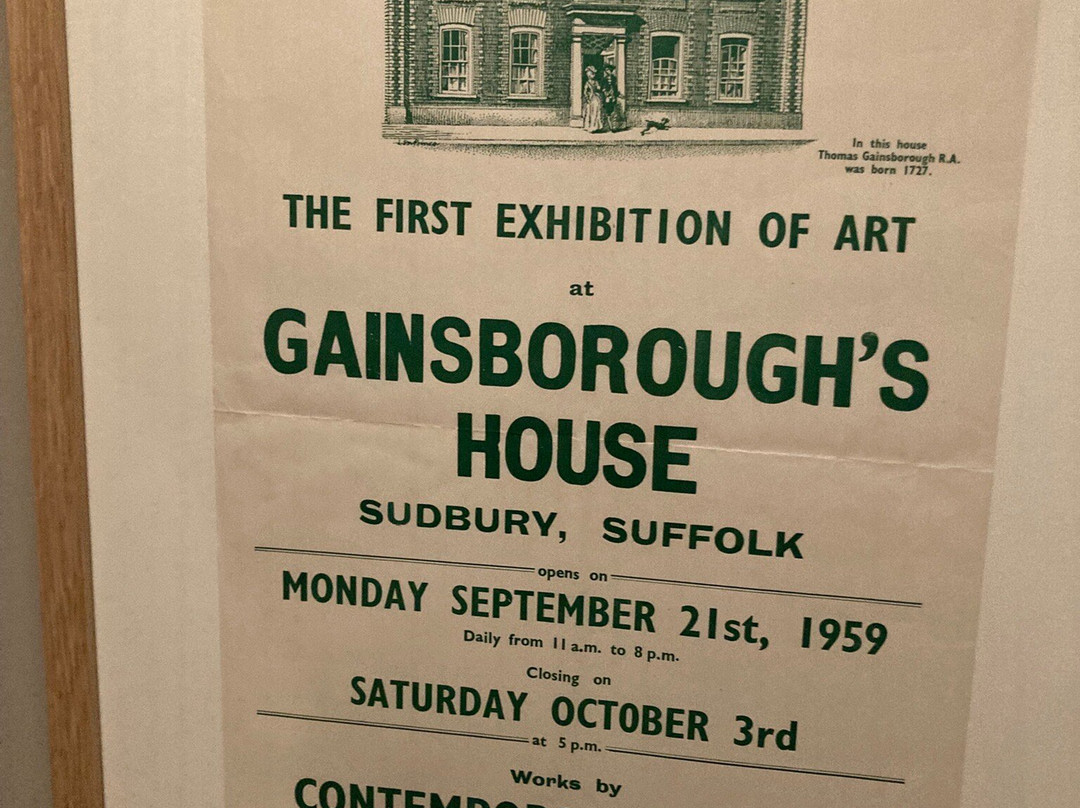 In this house
Thomas Gainsborough R.A.
was born 1727.
THE FIRST EXHIBITION OF ART
at
GAINSBOROUGH'S
HOUSE
SUDBURY, SUFFOLK
opens on
MONDAY SEPTEMBER 21st, 1959
Daily from 11 a.m. to 8 p.m.
Closing on
SATURDAY OCTOBER 3rd
at 5 p.m.
Works by